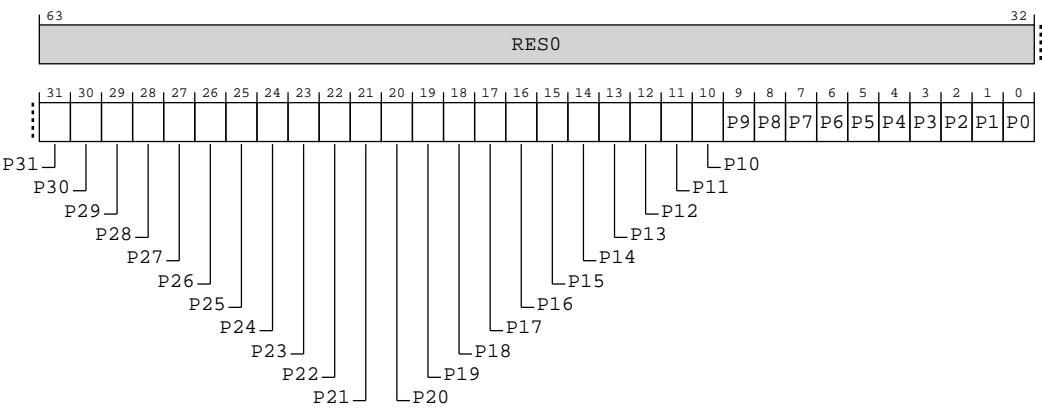 63 32
RES0
31 30 29 28 27 26 25 24 23 22 21 20 19 18 17 16 15 14 13 12 11 10 9 8 7 6 5 4 3 2 1 0
P9 P8 P7 P6 P5 P4 P3 P2 P1 P0
P31 P10
P30 P11
P29 P12
P28 P13
P27 P14
P26 P15
P25 P16
P24 P17
P23 P18
P22 P19
P21 P20